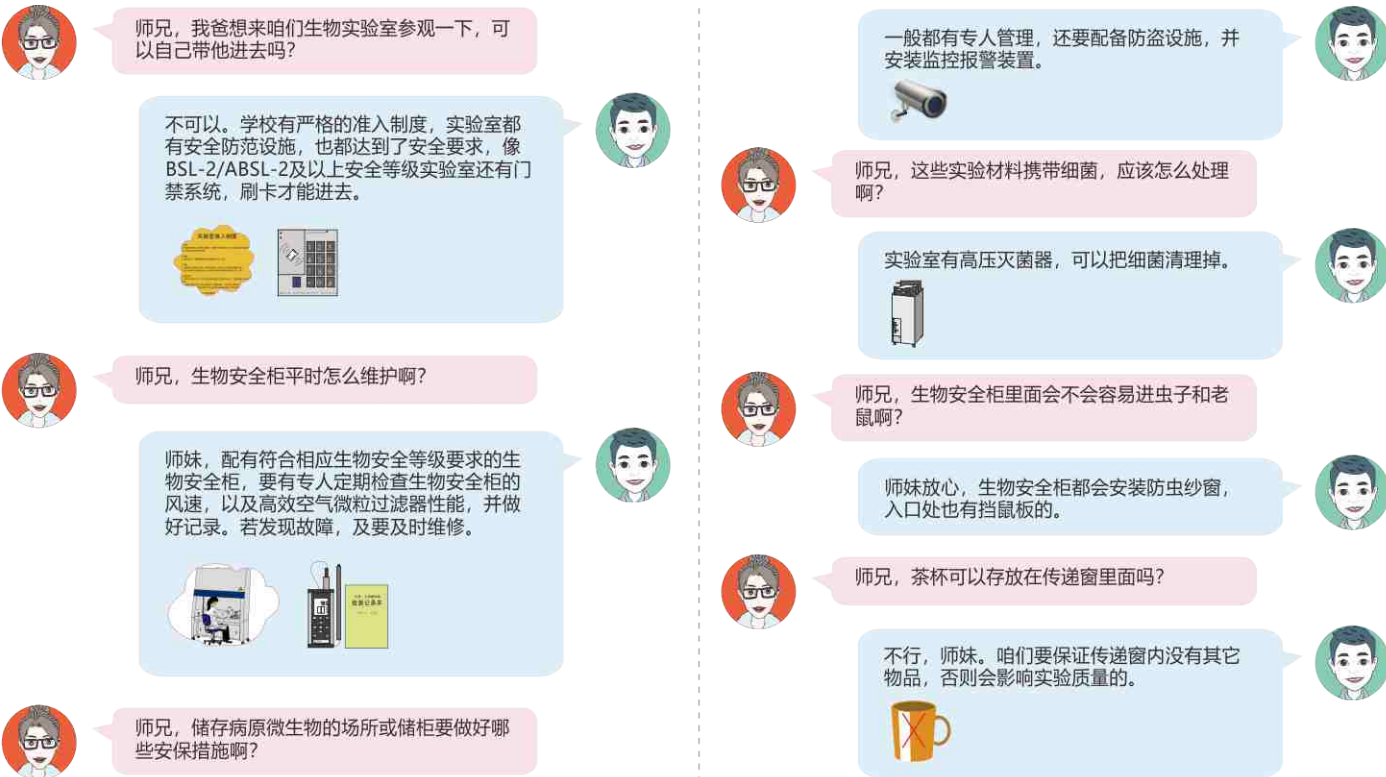 师兄，我爸想来咱们生物实验室参观一下，可
以自己带他进去吗？
不可以。学校有严格的准入制度，实验室都
有安全防范设施，也都达到了安全要求，像
BSL-2/ABSL-2及以上安全等级实验室还有门
禁系统，刷卡才能进去。
师兄，生物安全柜平时怎么维护啊？
师妹，配有符合相应生物安全等级要求的生
物安全柜，要有专人定期检查生物安全柜的
风速，以及高效空气微粒过滤器性能，并做
好记录。若发现故障，及要及时维修。
师兄，储存病原微生物的场所或储柜要做好哪
些安保措施啊？
一般都有专人管理，还要配备防盗设施，并
安装监控报警装置。
师兄，这些实验材料携带细菌，应该怎么处理
啊？
实验室有高压灭菌器，可以把细菌清理掉。
师兄，生物安全柜里面会不会容易进虫子和老
鼠啊？
师妹放心，生物安全柜都会安装防虫纱窗，
入口处也有挡鼠板的。
师兄，茶杯可以存放在传递窗里面吗？
不行，师妹。咱们要保证传递窗内没有其它
物品，否则会影响实验质量的。